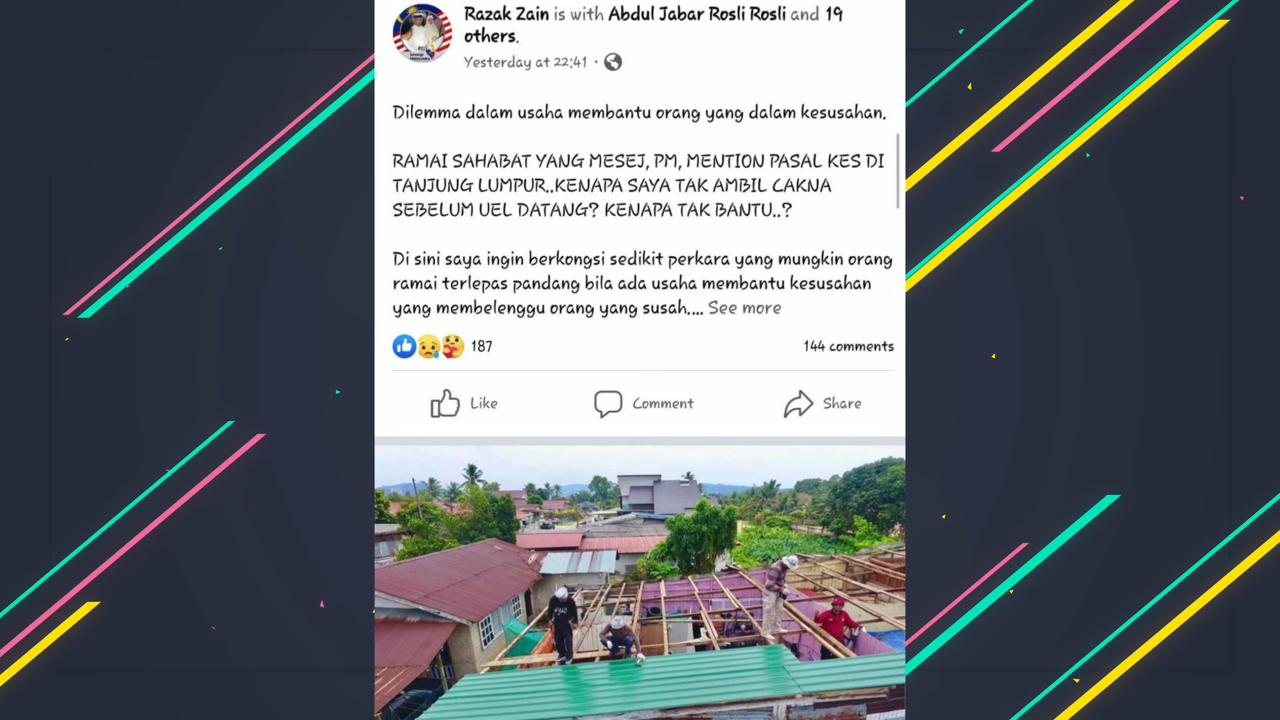 Razak Zain is with Abdul Jabar Rosli Rosli and 19
others.
Yesterday at 22:41 ·
Dilemma dalam usaha membantu orang yang dalam kesusahan.
RAMAI SAHABAT YANG MESEJ, PM, MENTION PASAL KES DI
TANJUNG LUMPUR..KENAPA SAYA TAK AMBIL CAKNA
SEBELUM UEL DATANG? KENAPA TAK BANTU..?
Di sini saya ingin berkongsi sedikit perkara yang mungkin orang
ramai terlepas pandang bila ada usaha membantu kesusahan
yang membelenggu orang yang susah.... See more
187 144 comments
Like Comment Share